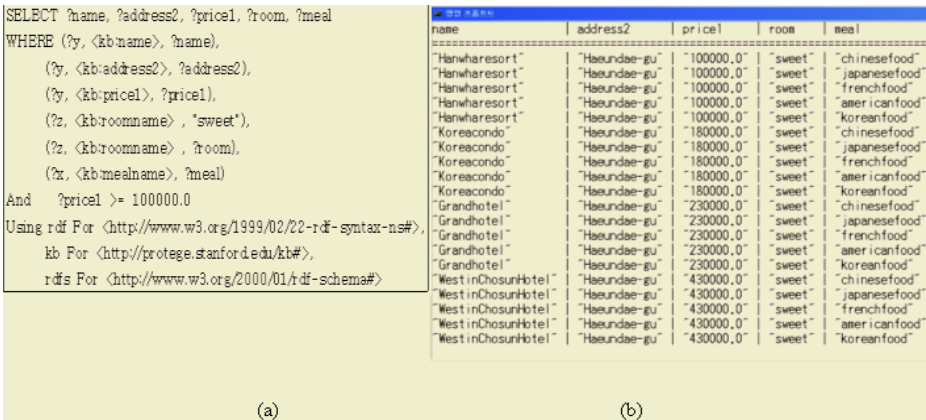 SELECT ?name, ?address2, ?price1, ?room, ?meal
WHERE (?y, <kb:name>, ?name),
(?y, <kb:address2>, ?address2),
(?y, <kb:price1>, ?price1),
(?z, <kb:roomname> , "sweet"),
(?z, <kb:roomname> , ?room),
(?x, <kb:mealname>, ?meal)
And ?price1 >= 100000.0
Using rdf For <http://www.w3.org/1999/02/22-rdf-syntax-ns#>,
kb For <http://protege.stanford.edu/kb#>,
rdfs For <http://www.w3.org/2000/01/rdf-schema#>
(a)
명령 프롬프트
name | address2 | price1 | room | meal
"Hanwharesort" | "Haeundae-gu" | "100000.0" | "sweet" | "chinesefood"
"Hanwharesort" | "Haeundae-gu" | "100000.0" | "sweet" | "japanesefood"
"Hanwharesort" | "Haeundae-gu" | "100000.0" | "sweet" | "frenchfood"
"Hanwharesort" | "Haeundae-gu" | "100000.0" | "sweet" | "americanfood"
"Hanwharesort" | "Haeundae-gu" | "100000.0" | "sweet" | "koreanfood"
"Koreacondo" | "Haeundae-gu" | "180000.0" | "sweet" | "chinesefood"
"Koreacondo" | "Haeundae-gu" | "180000.0" | "sweet" | "japanesefood"
"Koreacondo" | "Haeundae-gu" | "180000.0" | "sweet" | "frenchfood"
"Koreacondo" | "Haeundae-gu" | "180000.0" | "sweet" | "americanfood"
"Koreacondo" | "Haeundae-gu" | "180000.0" | "sweet" | "koreanfood"
"Grandhotel" | "Haeundae-gu" | "230000.0" | "sweet" | "chinesefood"
"Grandhotel" | "Haeundae-gu" | "230000.0" | "sweet" | "japanesefood"
"Grandhotel" | "Haeundae-gu" | "230000.0" | "sweet" | "frenchfood"
"Grandhotel" | "Haeundae-gu" | "230000.0" | "sweet" | "americanfood"
"Grandhotel" | "Haeundae-gu" | "230000.0" | "sweet" | "koreanfood"
"WestinChosunHotel" | "Haeundae-gu" | "430000.0" | "sweet" | "chinesefood"
"WestinChosunHotel" | "Haeundae-gu" | "430000.0" | "sweet" | "japanesefood"
"WestinChosunHotel" | "Haeundae-gu" | "430000.0" | "sweet" | "frenchfood"
"WestinChosunHotel" | "Haeundae-gu" | "430000.0" | "sweet" | "americanfood"
"WestinChosunHotel" | "Haeundae-gu" | "430000.0" | "sweet" | "koreanfood"
(b)